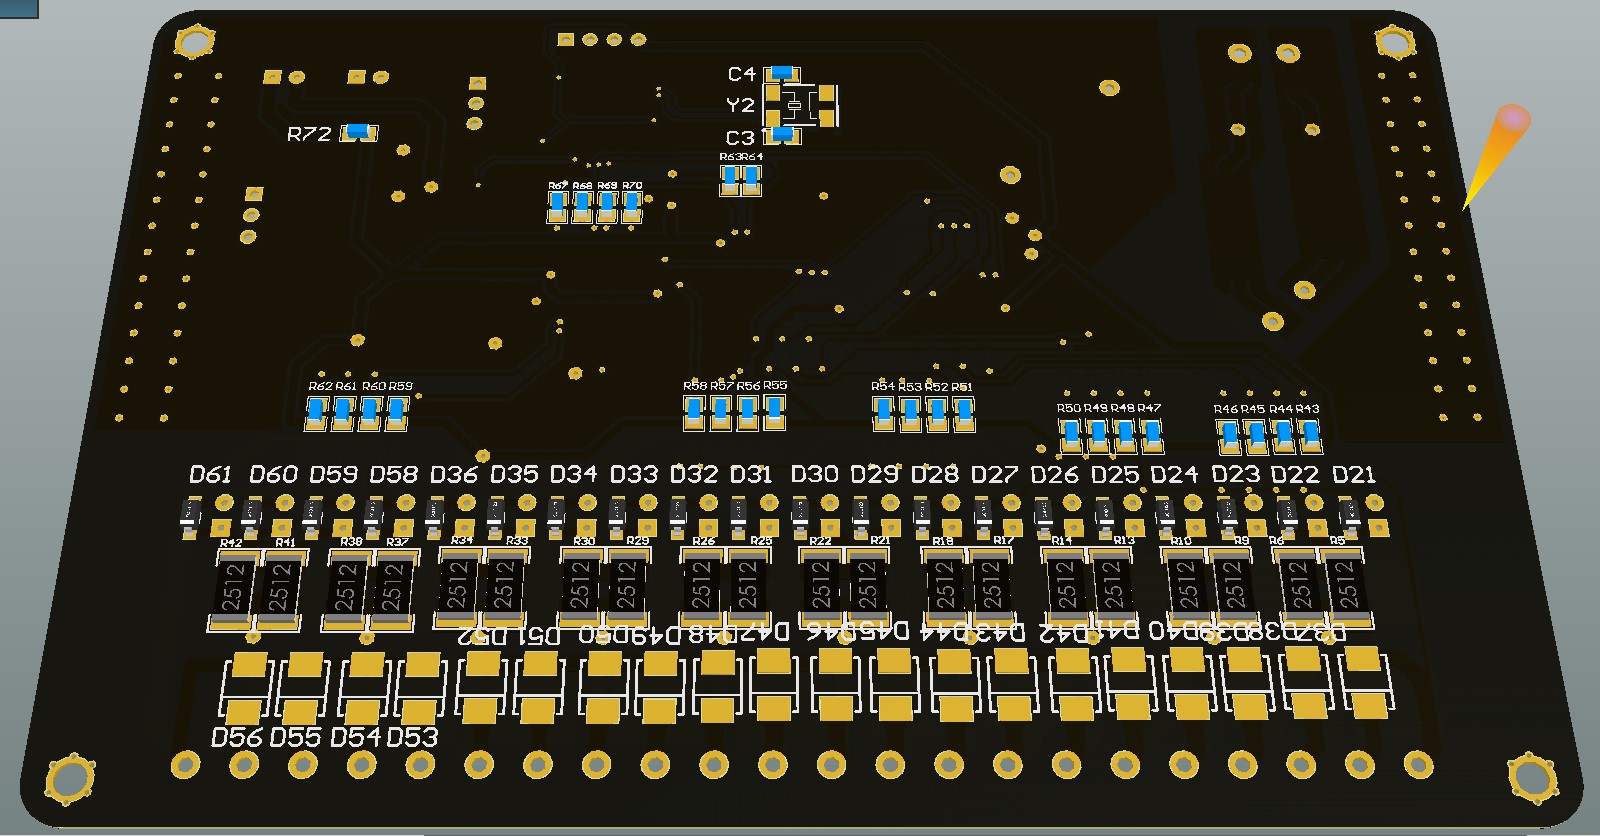 C4
Y2
R72
C3
R63 R64
R67 R68 R69 R70
R62 R61 R60 R59
R58 R57 R56 R55
R54 R53 R52 R51
R50 R49 R48 R47
R46 R45 R44 R43
D61 D60 D59 D58 D36 D35 D34 D33 D32 D31 D30 D29 D28 D27 D26 D25 D24 D23 D22 D21
R42 R41 R38 R37 R34 R33 R30 R29 R26 R25 R22 R21 R18 R17 R14 R13 R10 R9 R6 R5
2512 2512 2512 2512 2512 2512 2512 2512 2512 2512 2512 2512 2512 2512 2512 2512 2512 2512 2512 2512
D52 D51 D50 D49 D48 D47 D46 D45 D44 D43 D42 D41 D40 D39 D38 D37
D56 D55 D54 D53